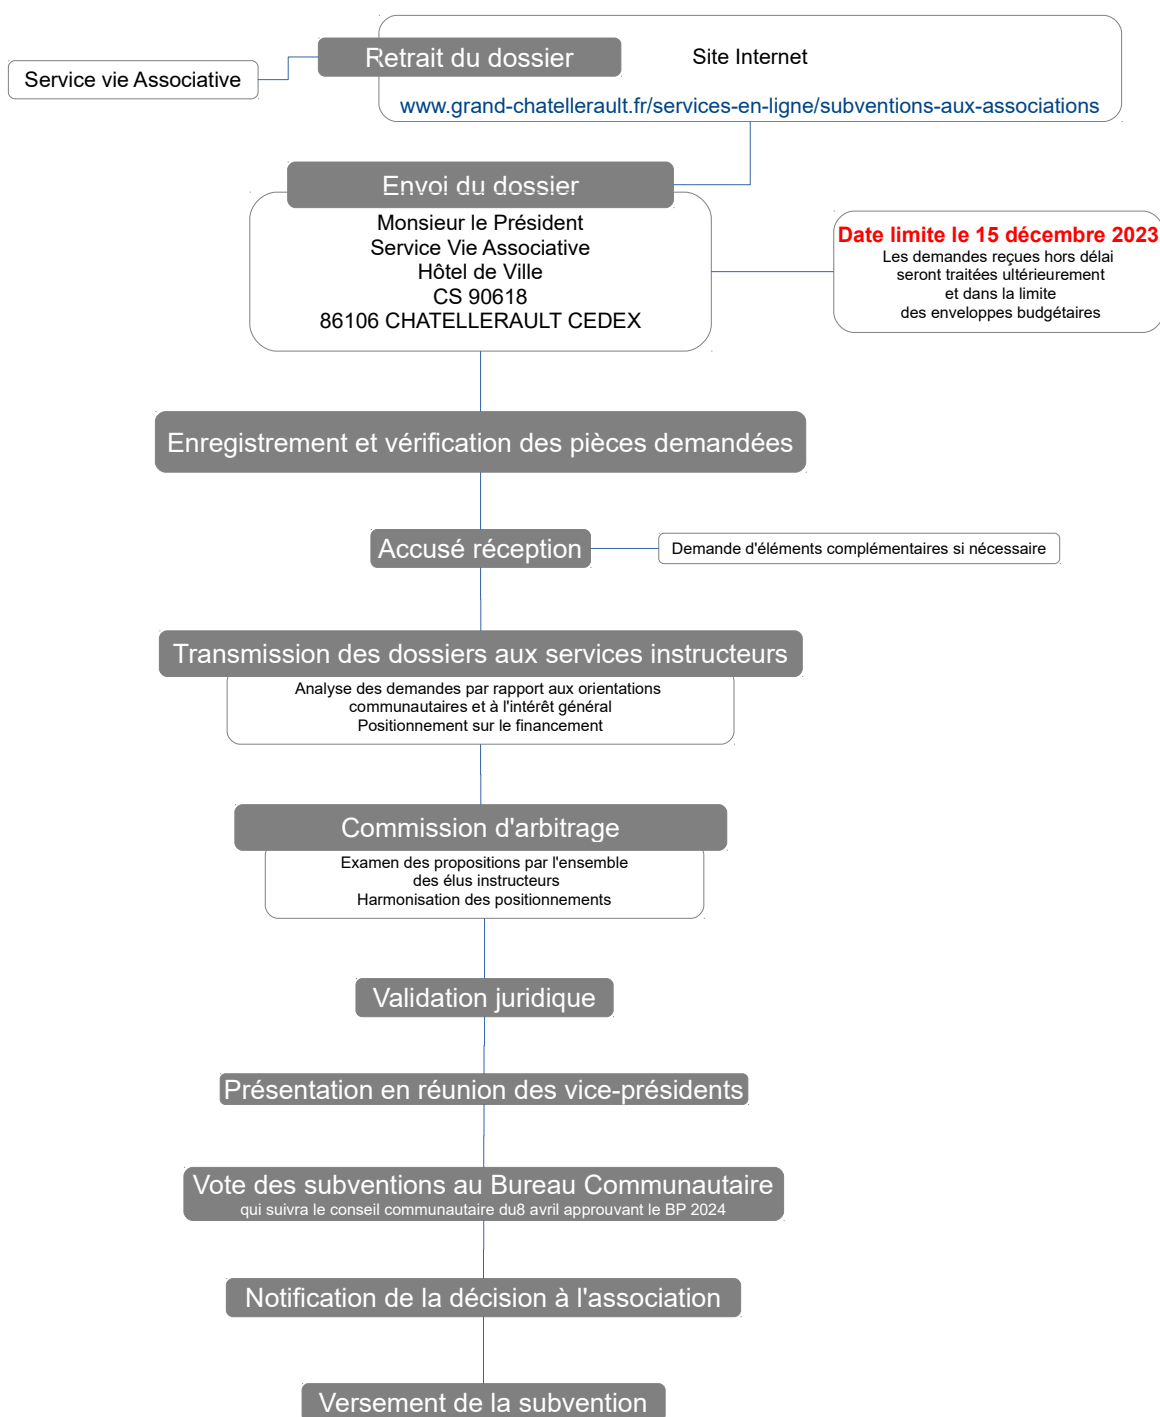 Retrait du dossier
Site Internet
Service vie Associative
www.grand-chatellerault.fr/services-en-ligne/subventions-aux-associations
Envoi du dossier
Monsieur le Président
Service Vie Associative
Hôtel de Ville
CS 90618
86106 CHATELLERAULT CEDEX
Date limite le 15 décembre 2023
Les demandes reçues hors délai
seront traitées ultérieurement
et dans la limite
des enveloppes budgétaires
Enregistrement et vérification des pièces demandées
Accusé réception
Demande d'éléments complémentaires si nécessaire
Transmission des dossiers aux services instructeurs
Analyse des demandes par rapport aux orientations
communautaires et à l'intérêt général
Positionnement sur le financement
Commission d'arbitrage
Examen des propositions par l'ensemble
des élus instructeurs
Harmonisation des positionnements
Validation juridique
Présentation en réunion des vice-présidents
Vote des subventions au Bureau Communautaire
qui suivra le conseil communautaire du8 avril approuvant le BP 2024
Notification de la décision à l'association
Versement de la subvention